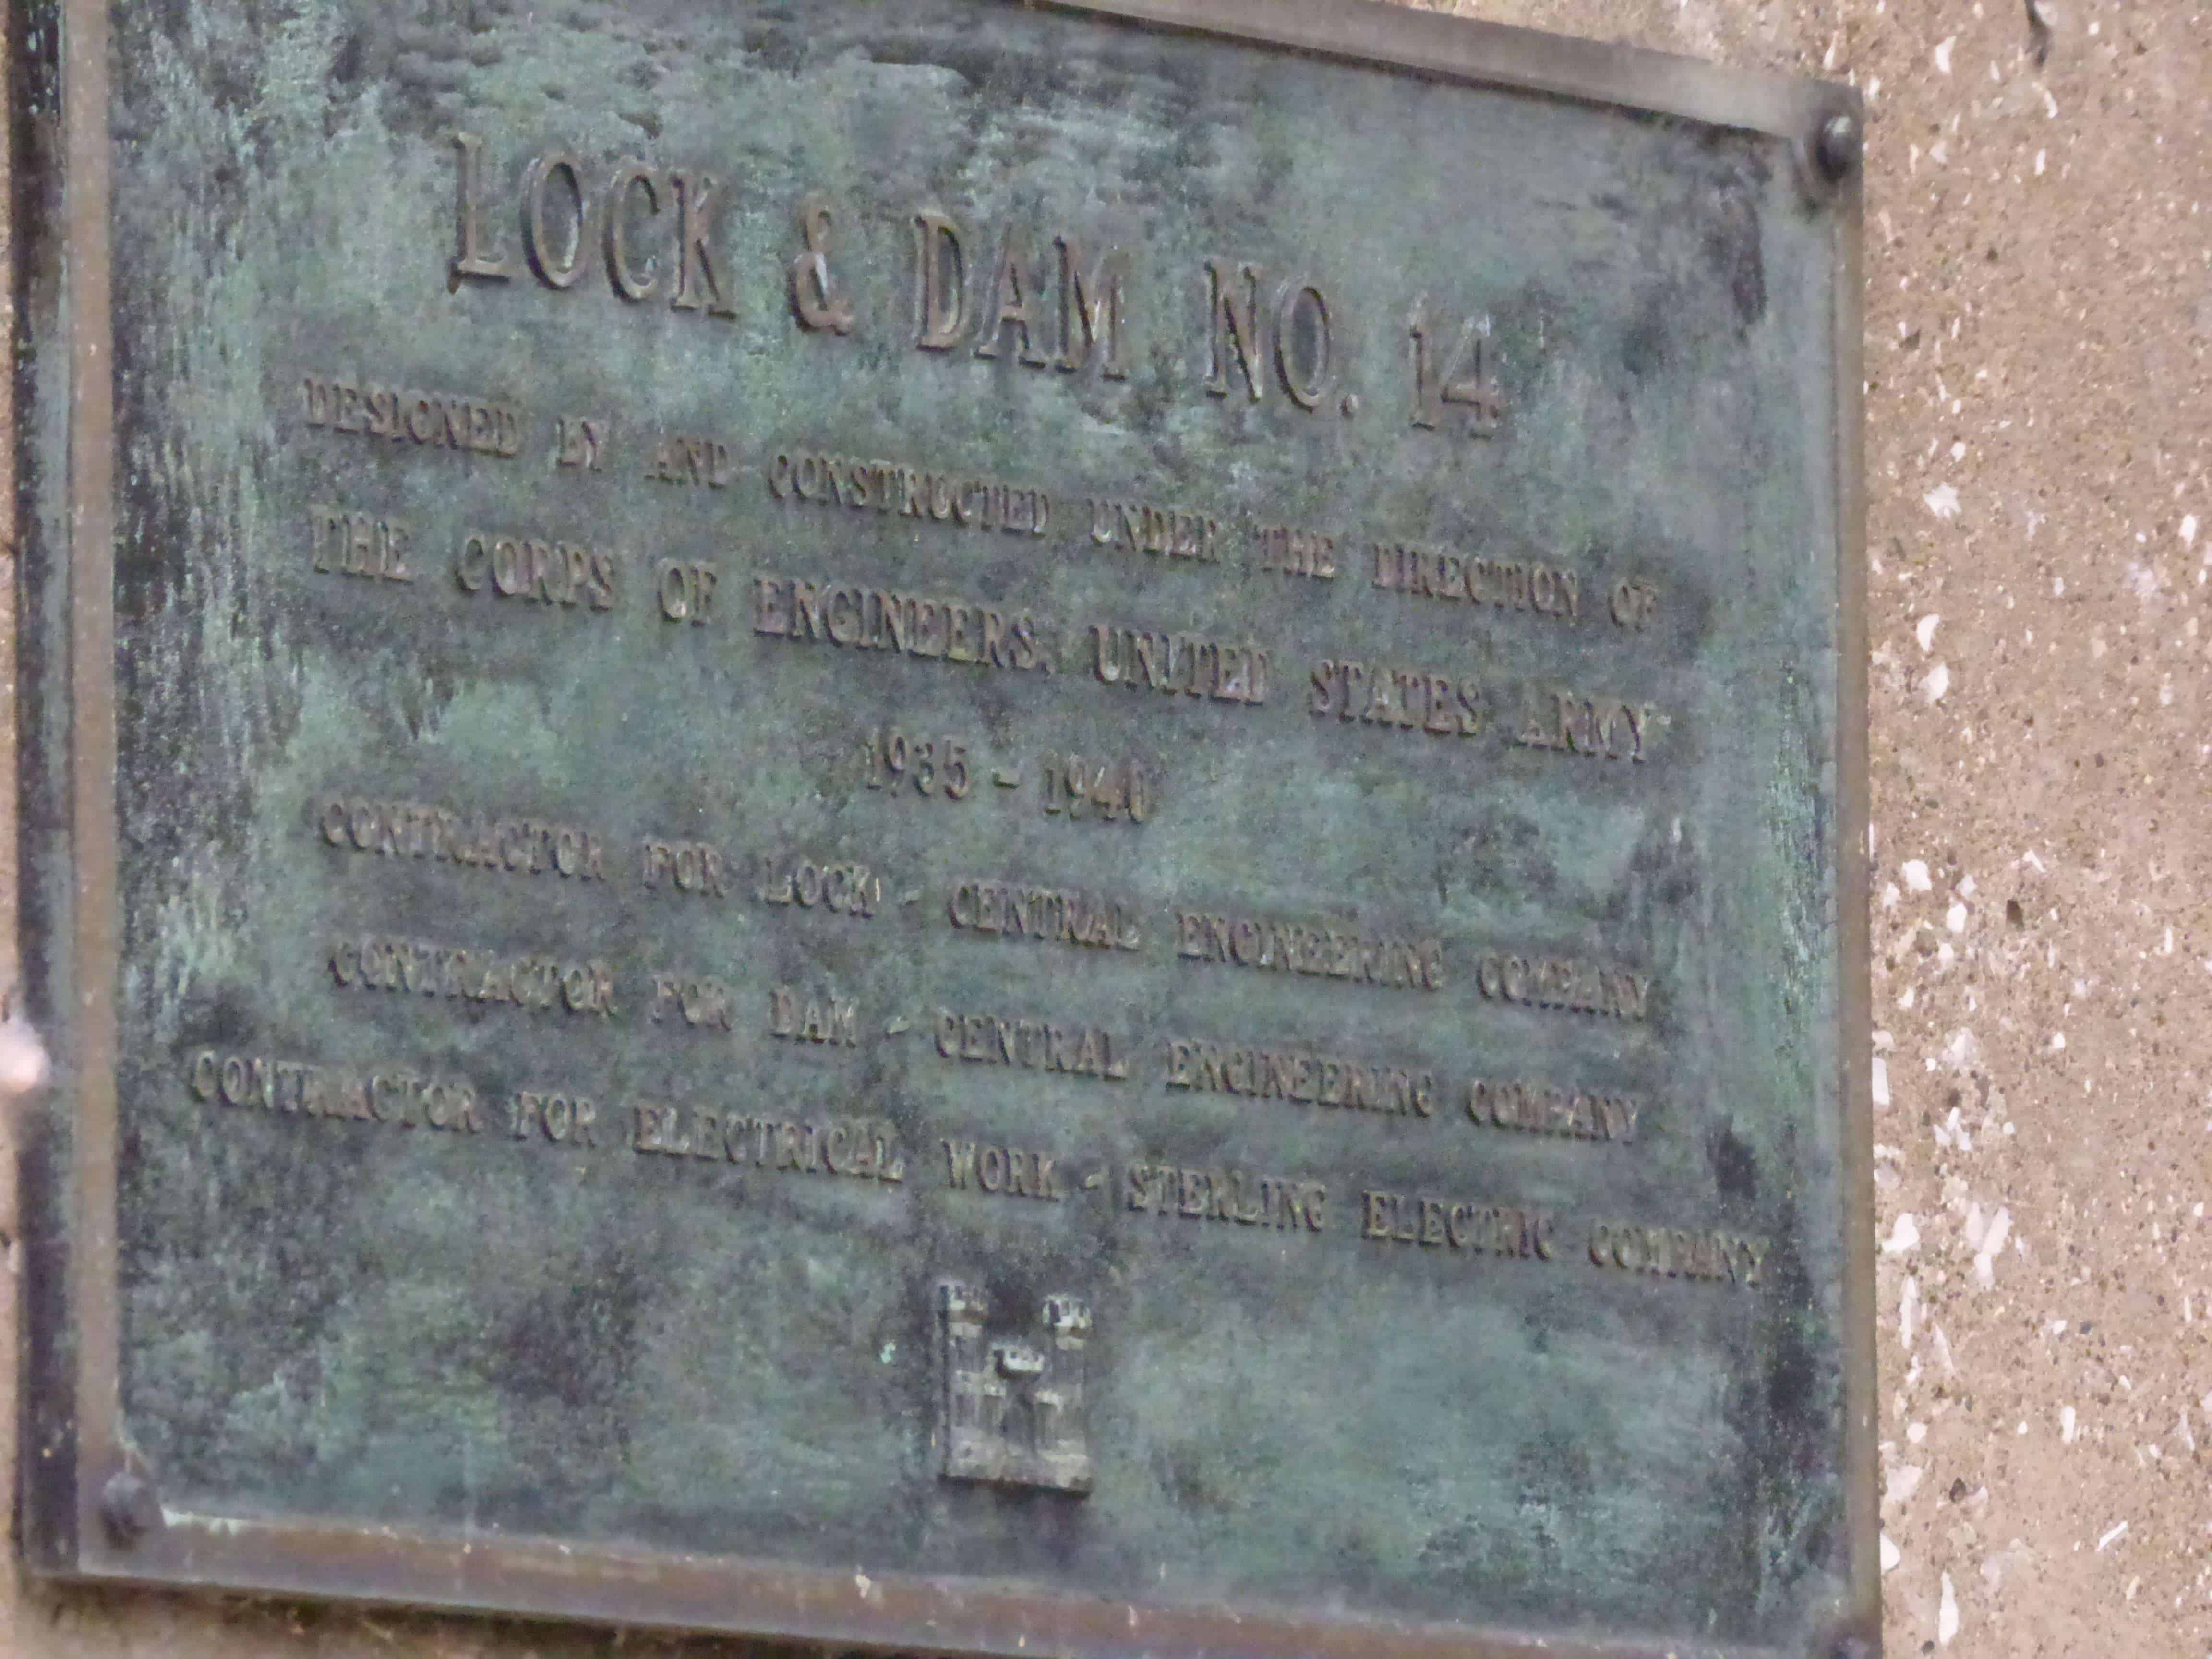 LOCK & DAM NO. 14
DESIGNED BY AND CONSTRUCTED UNDER THE DIRECTION OF
THE CORPS OF ENGINEERS, UNITED STATES ARMY
1935 - 1940
CONTRACTOR FOR LOCK - CENTRAL ENGINEERING COMPANY
CONTRACTOR FOR DAM - CENTRAL ENGINEERING COMPANY
CONTRACTOR FOR ELECTRICAL WORK - STERLING ELECTRIC COMPANY